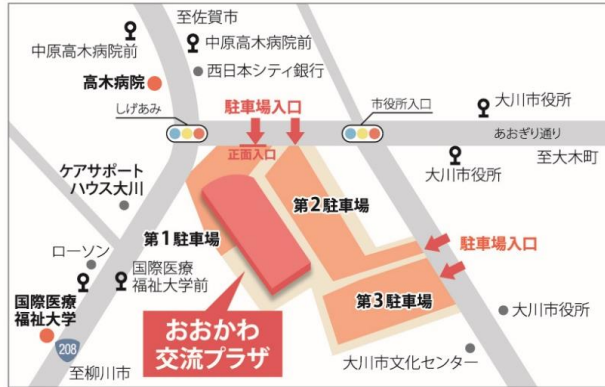 至佐賀市
中原高木病院前
中原高木病院前
西日本シティ銀行
高木病院
しげあみ
駐車場入口
市役所入口
大川市役所
あおぎり通り
正面入口
大川市役所
至大木町
ケアサポート
ハウス大川
第2駐車場
第1駐車場
駐車場入口
ローソン
国際医療
福祉大学前
国際医療
福祉大学
第3駐車場
おおかわ
交流プラザ
大川市役所
208
至柳川市
大川市文化センター